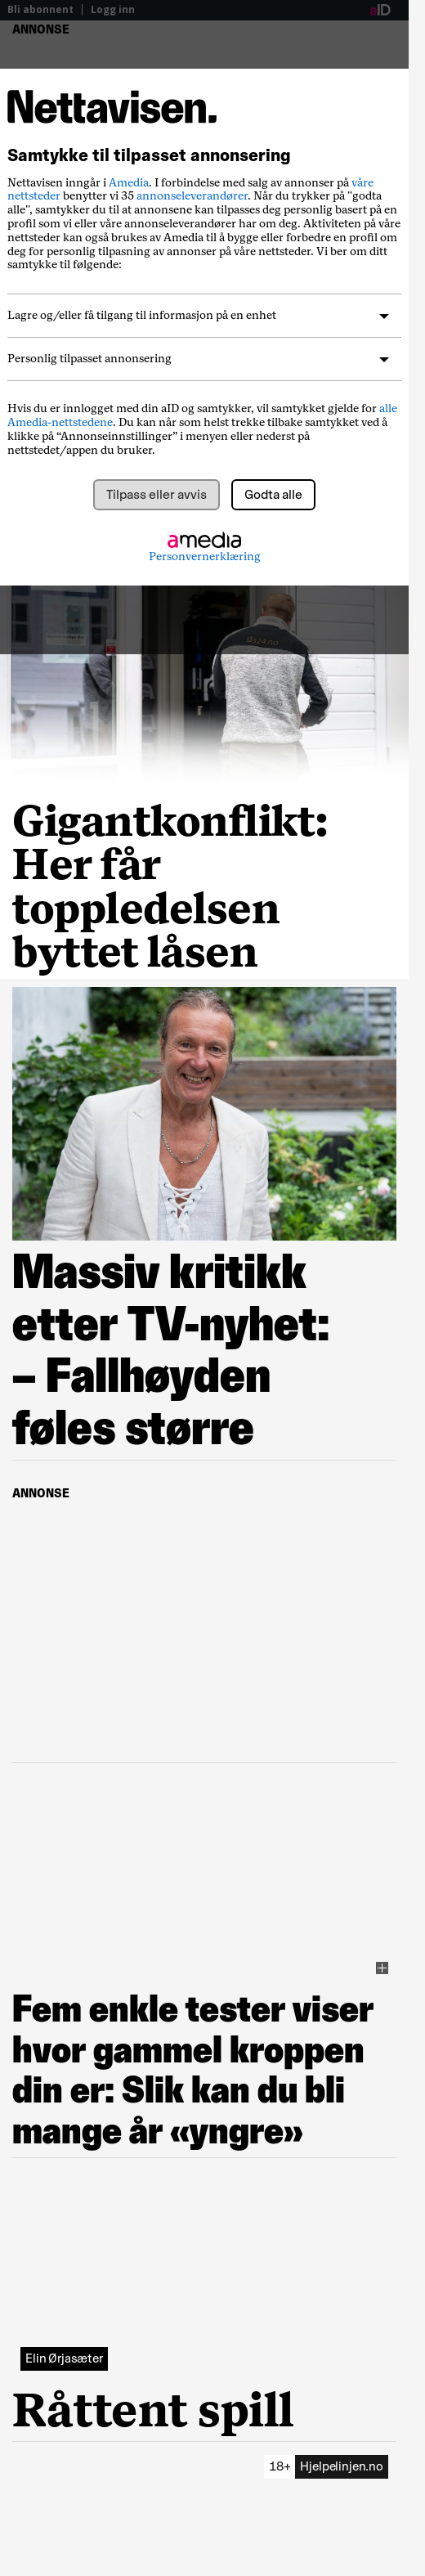 Bli abonnent | Logg inn
aID
ANNONSE
Nettavisen.
Samtykke til tilpasset annonsering
Nettavisen inngår i Amedia. I forbindelse med salg av annonser på våre
nettsteder benytter vi 35 annonseleverandører. Når du trykker på "godta
alle", samtykker du til at annonsene kan tilpasses deg personlig basert på en
profil som vi eller våre annonseleverandører har om deg. Aktiviteten på våre
nettsteder kan også brukes av Amedia til å bygge eller forbedre en profil om
deg for personlig tilpasning av annonser på våre nettsteder. Vi ber om ditt
samtykke til følgende:
Lagre og/eller få tilgang til informasjon på en enhet
Personlig tilpasset annonsering
Hvis du er innlogget med din aID og samtykker, vil samtykket gjelde for alle
Amedia-nettstedene. Du kan når som helst trekke tilbake samtykket ved å
klikke på “Annonseinnstillinger” i menyen eller nederst på
nettstedet/appen du bruker.
Tilpass eller avvis
Godta alle
amedia
Personvernerklæring
Gigantkonflikt:
Her får
toppledelsen
byttet låsen
Massiv kritikk
etter TV-nyhet:
– Fallhøyden
føles større
ANNONSE
Fem enkle tester viser
hvor gammel kroppen
din er: Slik kan du bli
mange år «yngre»
Elin Ørjasæter
Råttent spill
18+ Hjelpelinjen.no